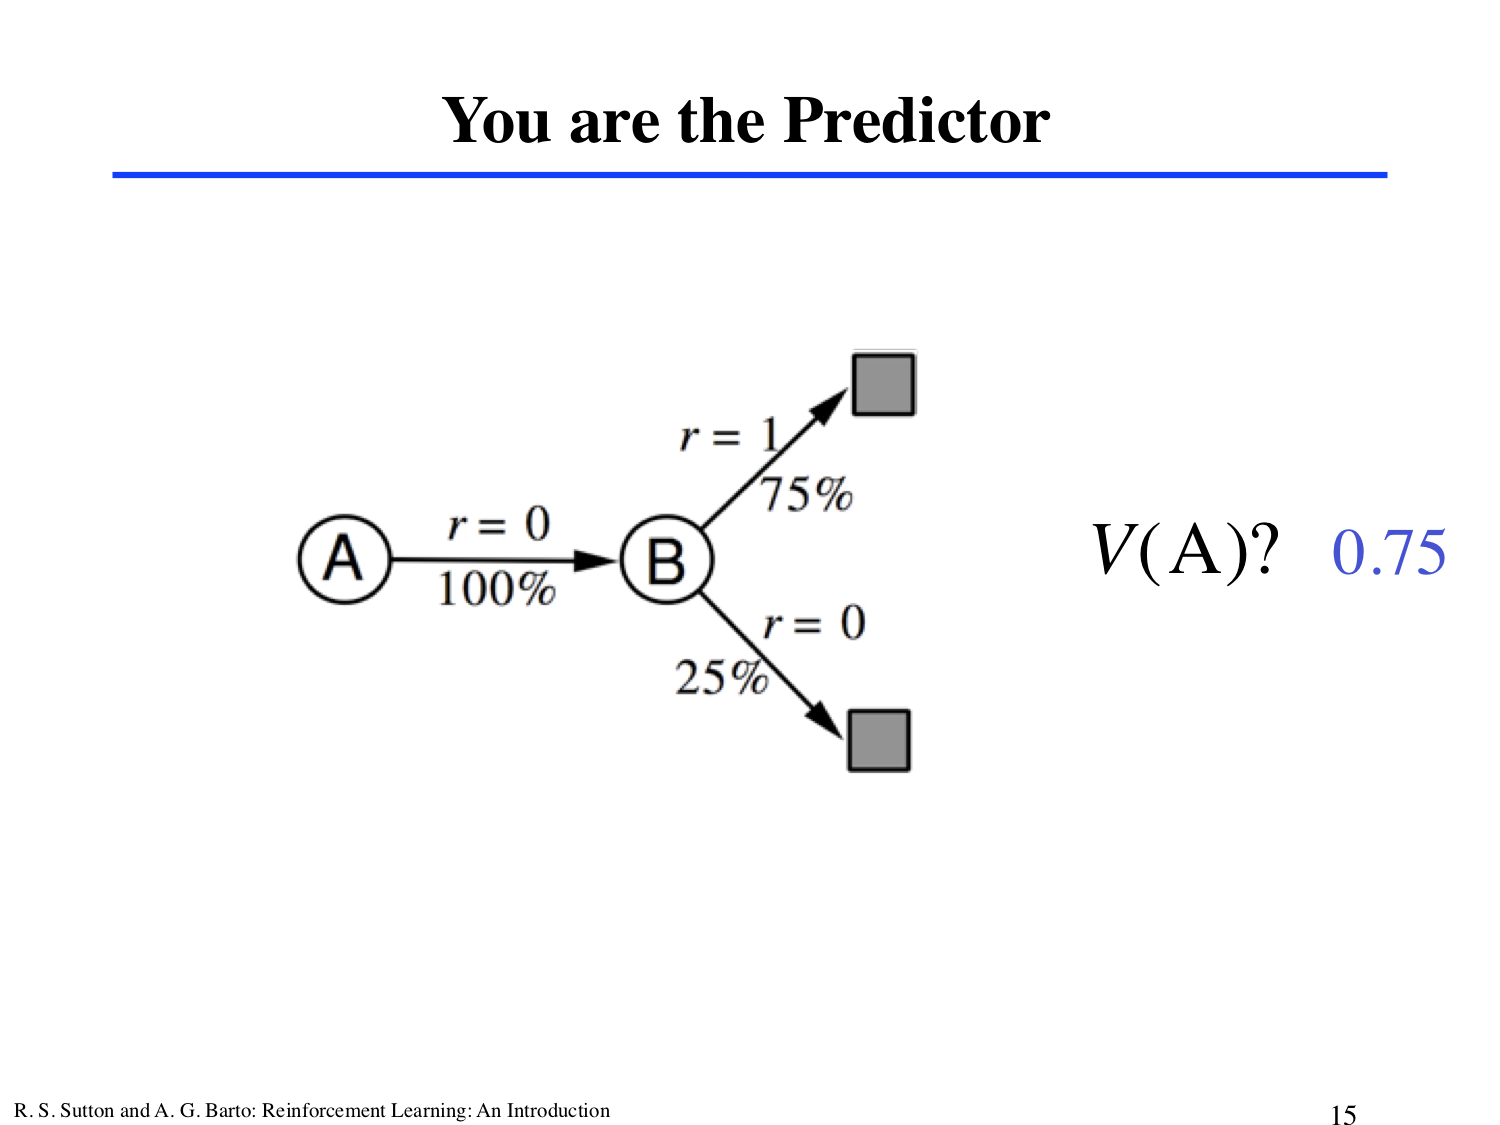 You are the Predictor
r = 1
75%
r = 0
A
B
100%
V(A)? 0.75
r = 0
25%
R. S. Sutton and A. G. Barto: Reinforcement Learning: An Introduction
15